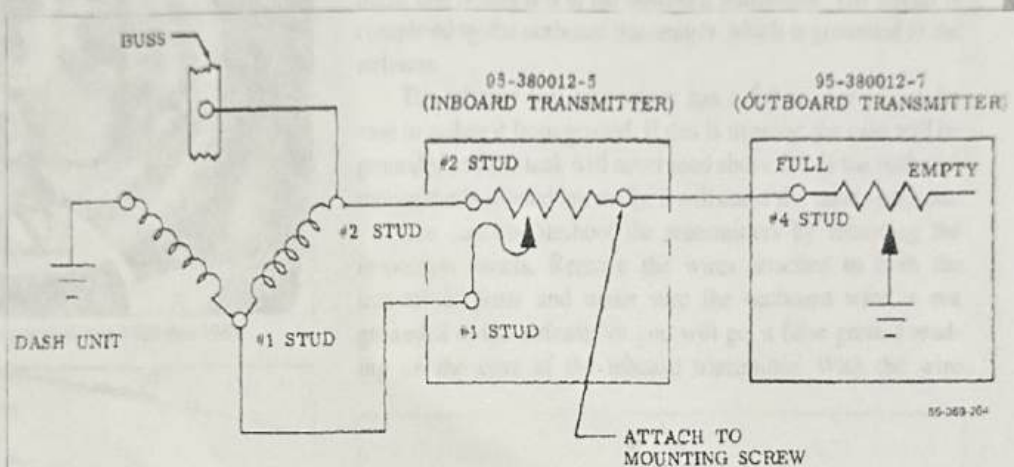 BUSS
95-380012-5
(INBOARD TRANSMITTER)
95-380012-7
(OUTBOARD TRANSMITTER)
#2 STUD
FULL
EMPTY
#2 STUD
#4 STUD
#1 STUD
#1 STUD
DASH UNIT
ATTACH TO
MOUNTING SCREW